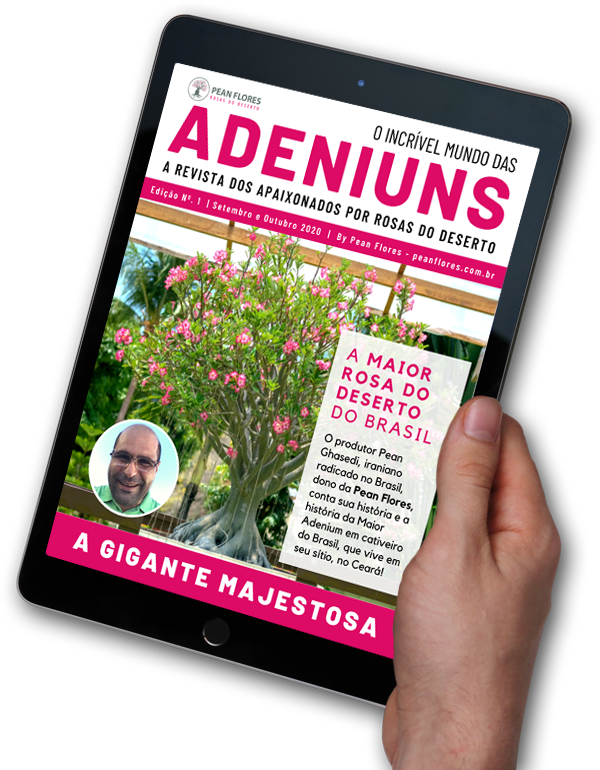 PEAN FLORES
ROSAS DO DESERTO
O INCRÍVEL MUNDO DAS
ADENIUNS
A REVISTA DOS APAIXONADOS POR ROSAS DO DESERTO
Edição Nº. 1 | Setembro e Outubro 2020 | By Pean Flores - peanflores.com.br
A MAIOR
ROSA DO
DESERTO
DO BRASIL
O produtor Pean
Ghasedi, iraniano
radicado no Brasil,
dono da Pean Flores,
conta sua história e a
história da Maior
Adenium em cativeiro
do Brasil, que vive em
seu sítio, no Ceará!
A GIGANTE MAJESTOSA